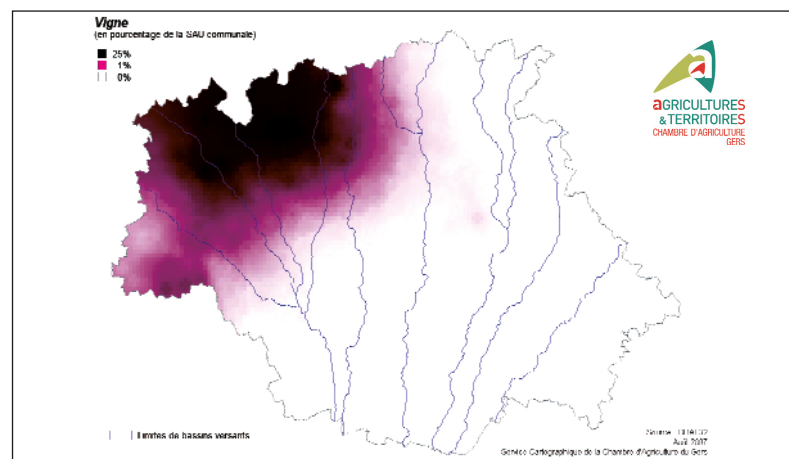 Vigne
(en pourcentage de la SAU communale)
25%
1%
0%
a
aGRICULTURES
& TERRITOIRES
CHAMBRE D'AGRICULTURE
GERS
Limites de bassins versants
Source
Avril
Service Cartographique de la Chambre d'Agriculture du Gers